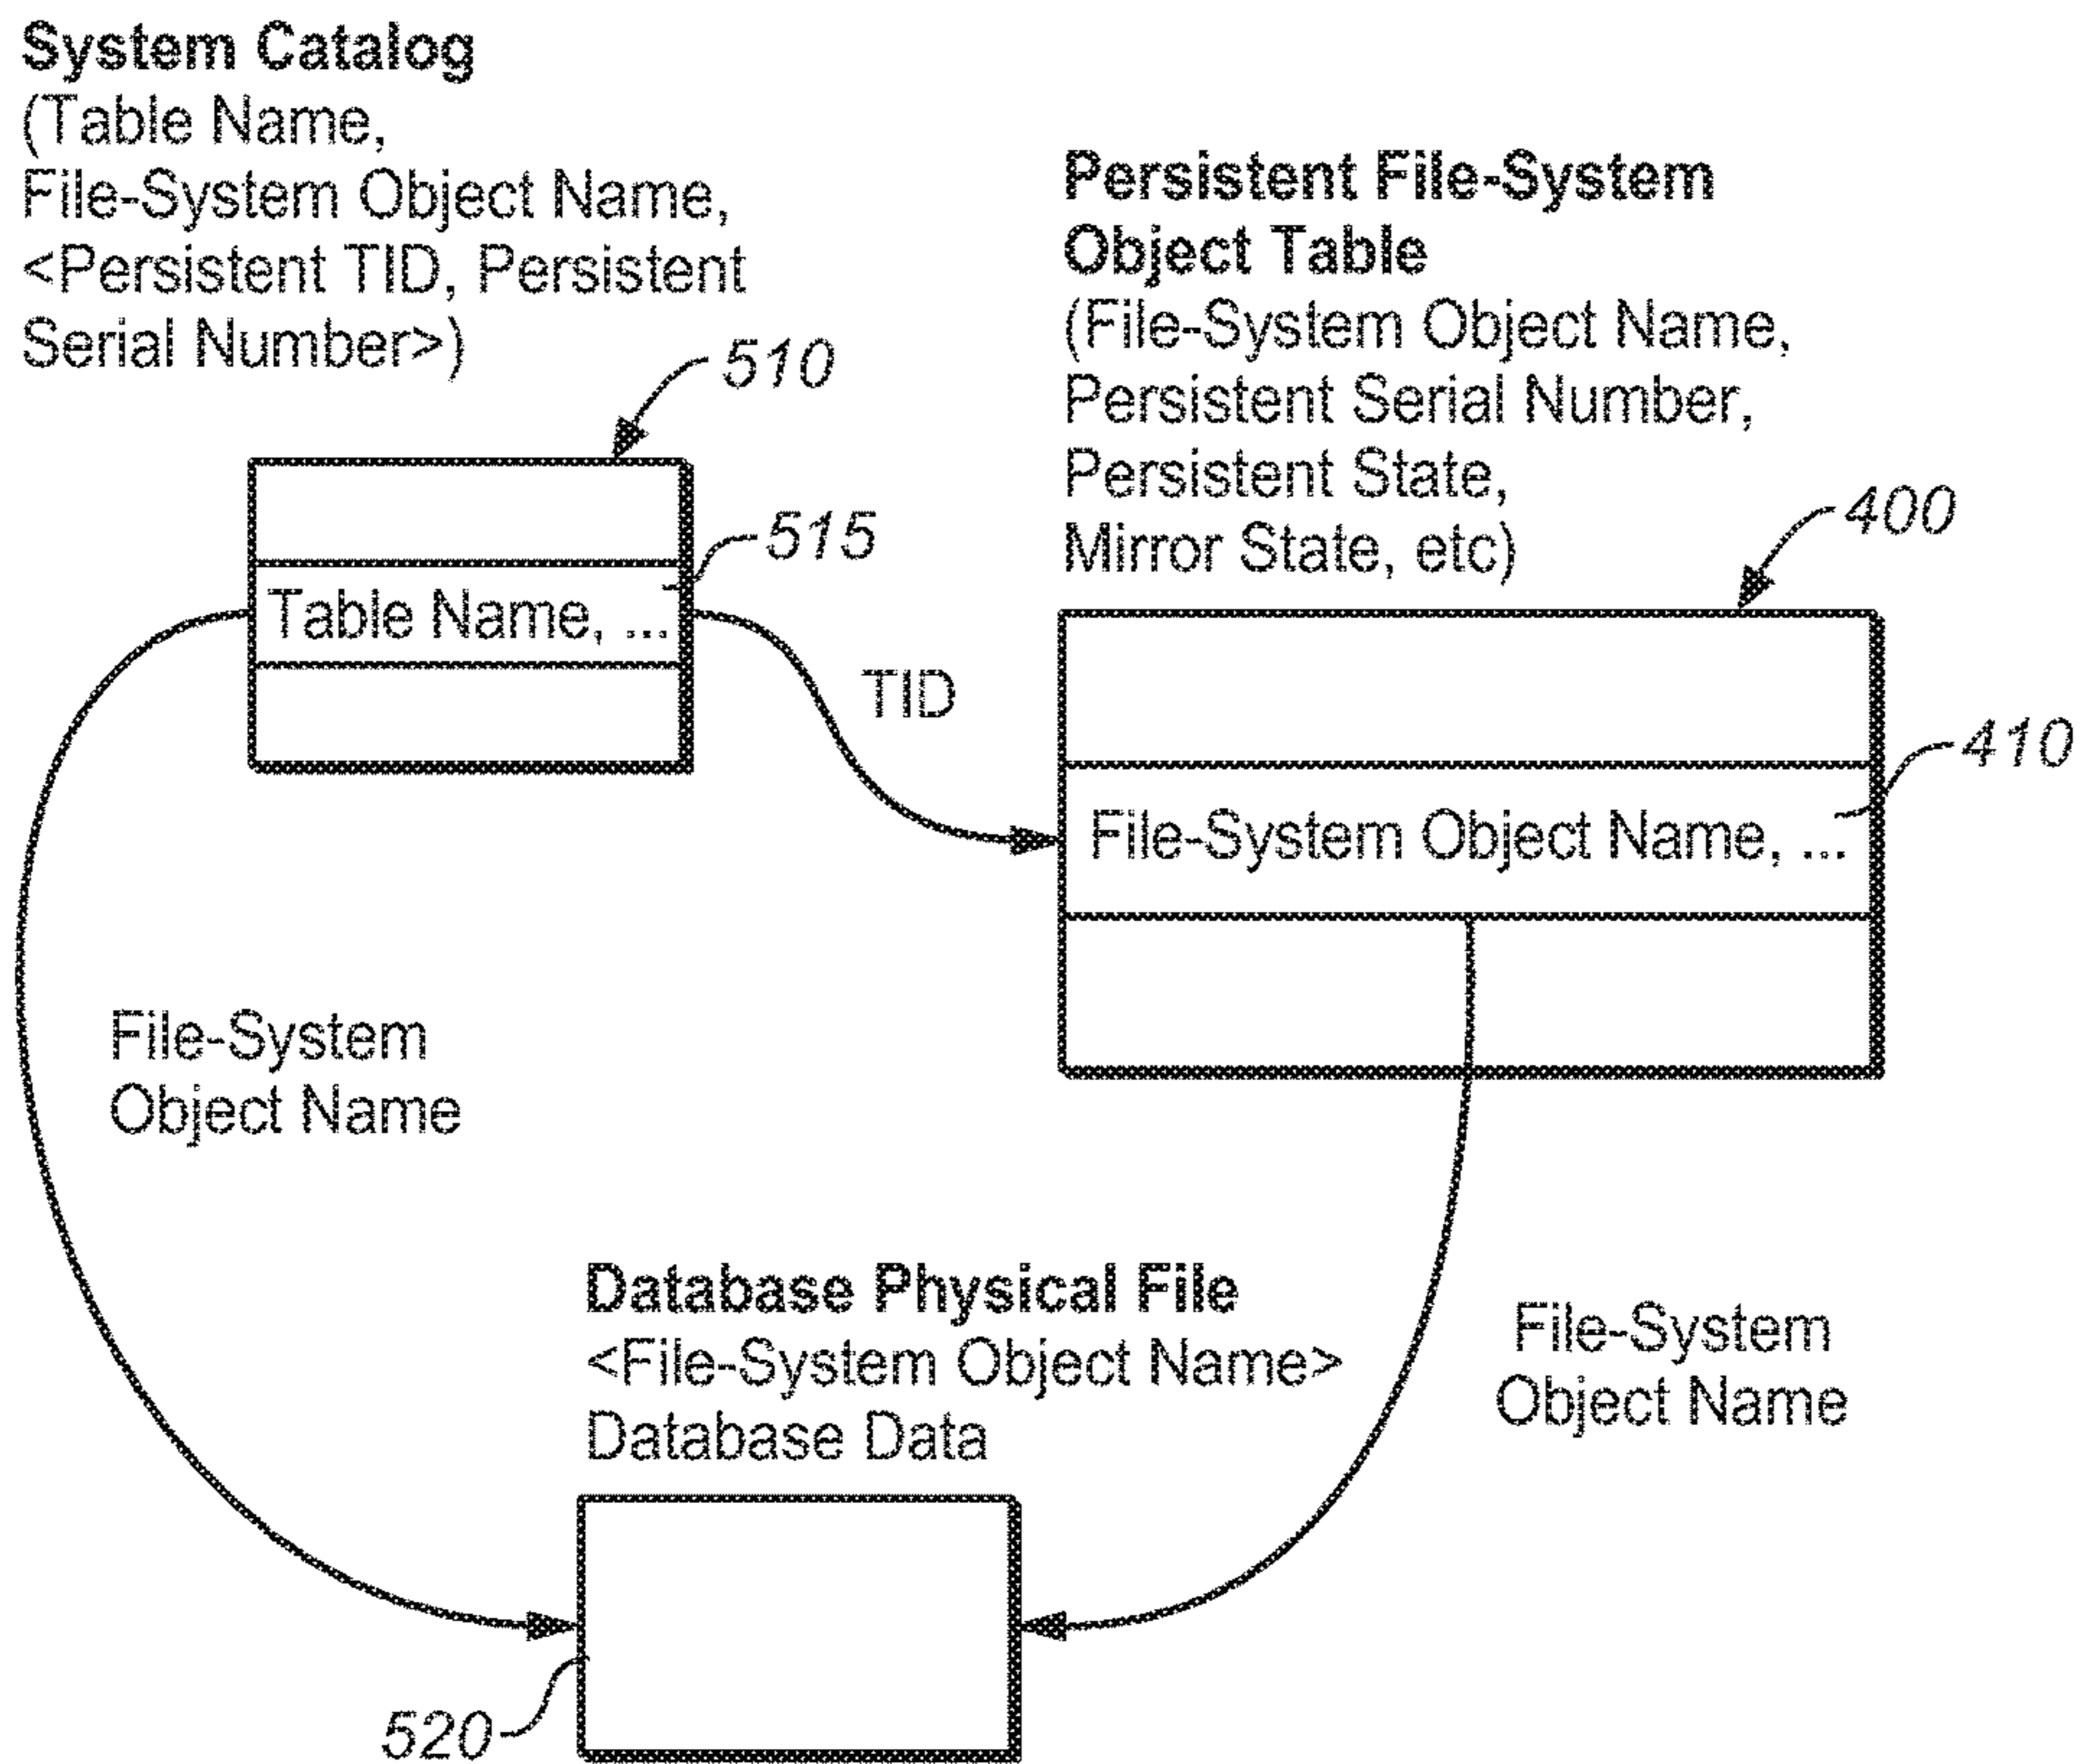 System Catalog
(Table Name,
File-System Object Name,
<Persistent TID, Persistent
Serial Number>)
510
Persistent File-System
Object Table
(File-System Object Name,
Persistent Serial Number,
Persistent State,
Mirror State, etc)
400
515
Table Name, ...
TID
410
File-System Object Name, ...
File-System
Object Name
Database Physical File
<File-System Object Name>
Database Data
File-System
Object Name
520